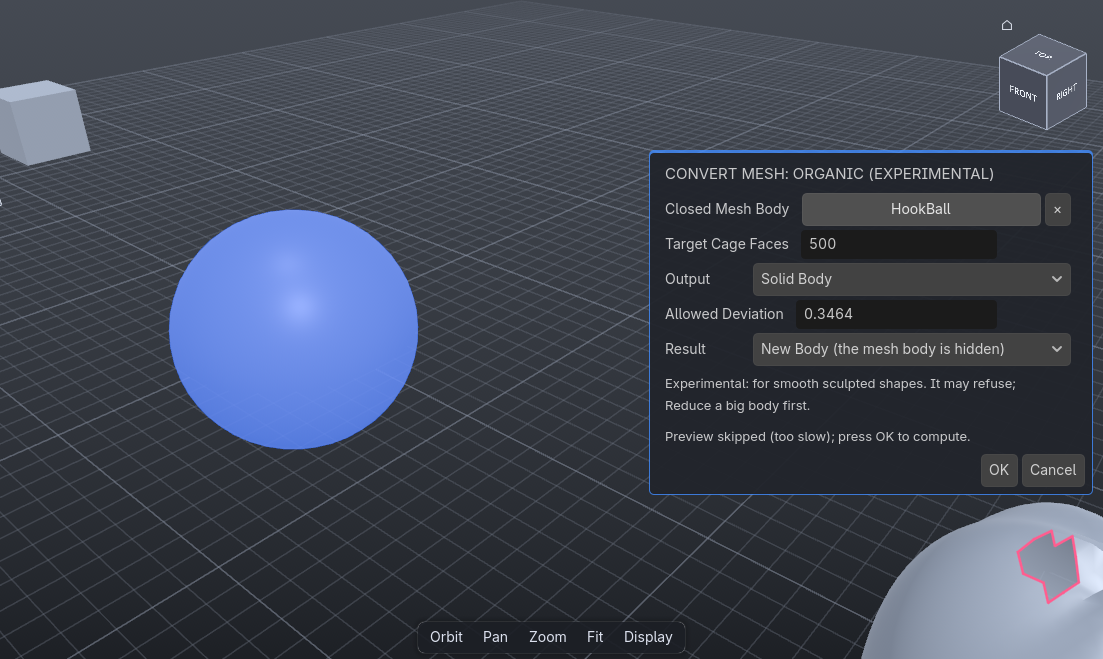 TOP
FRONT
RIGHT
CONVERT MESH: ORGANIC (EXPERIMENTAL)
Closed Mesh Body HookBall ×
Target Cage Faces 500
Output Solid Body
Allowed Deviation 0.3464
Result New Body (the mesh body is hidden)
Experimental: for smooth sculpted shapes. It may refuse;
Reduce a big body first.
Preview skipped (too slow); press OK to compute.
OK Cancel
Orbit Pan Zoom Fit Display